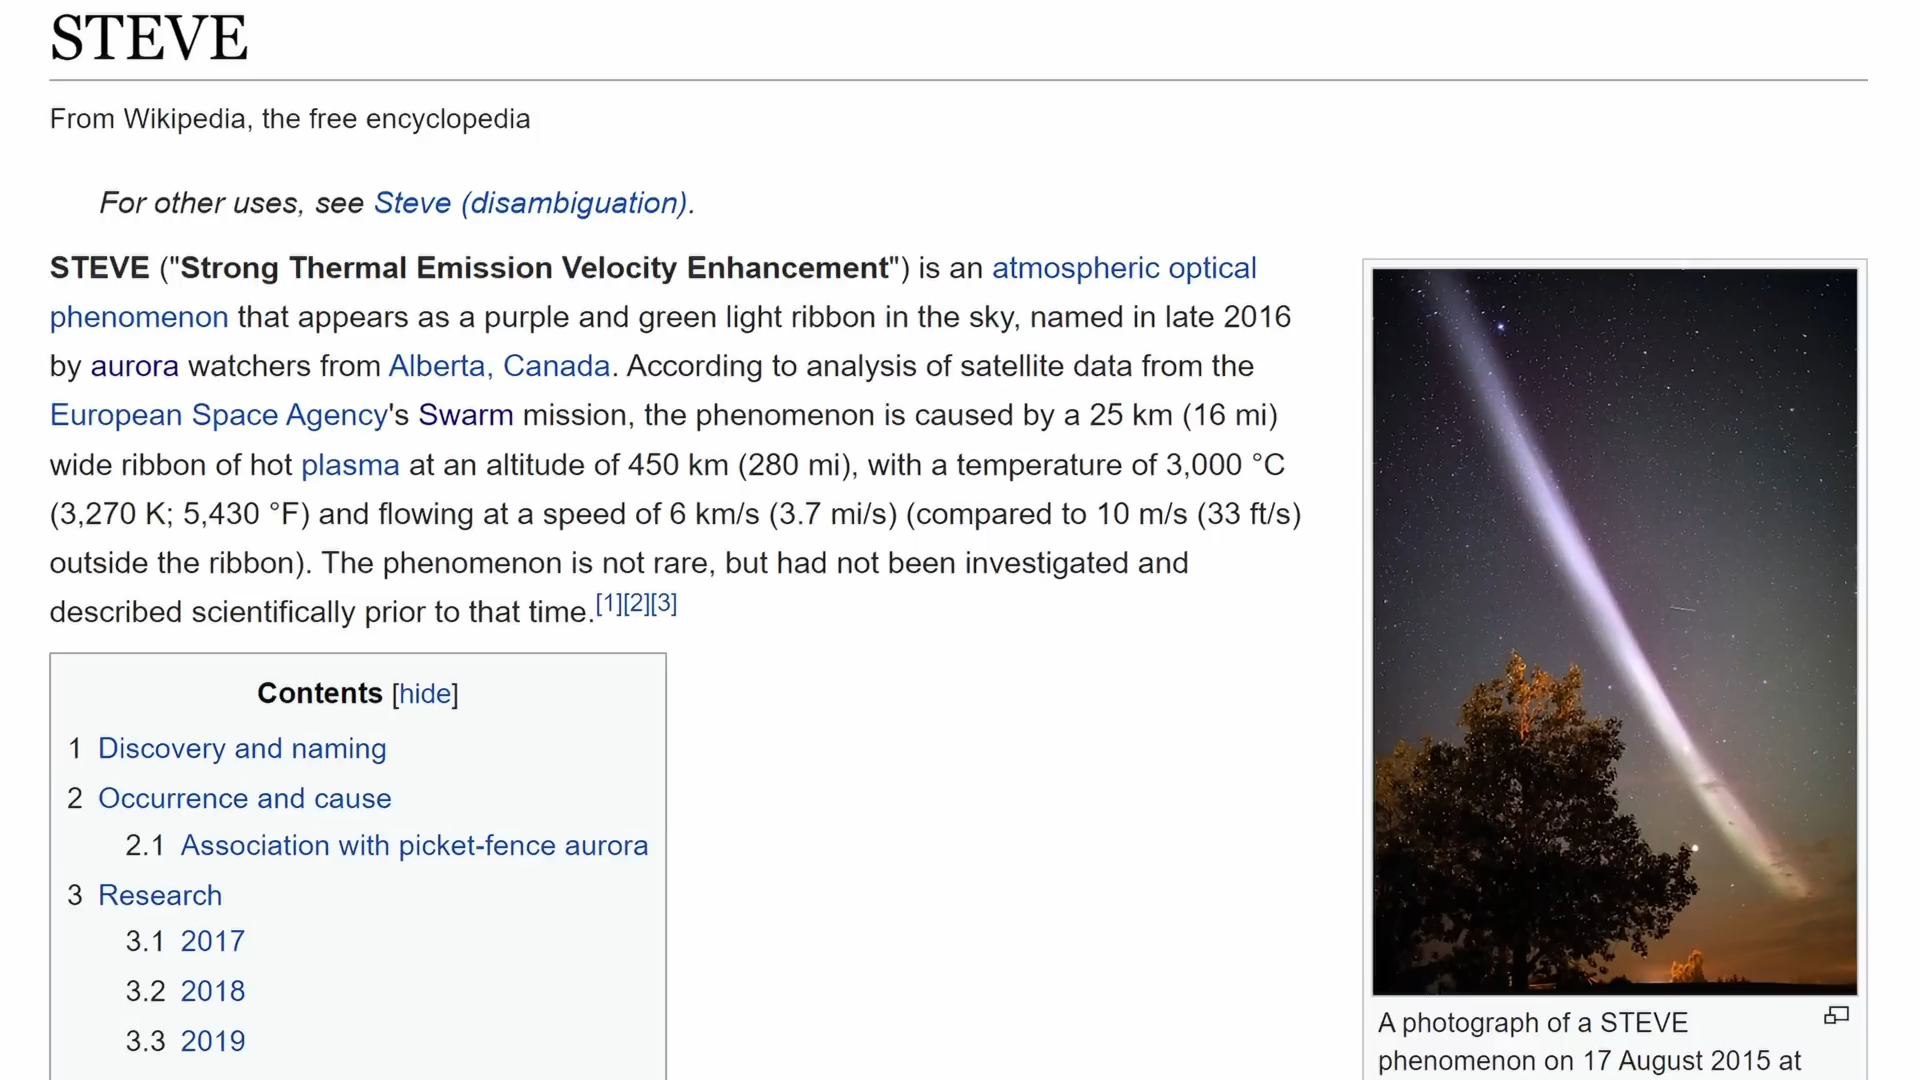 STEVE
From Wikipedia, the free encyclopedia
For other uses, see Steve (disambiguation).
STEVE ("Strong Thermal Emission Velocity Enhancement") is an atmospheric optical
phenomenon that appears as a purple and green light ribbon in the sky, named in late 2016
by aurora watchers from Alberta, Canada. According to analysis of satellite data from the
European Space Agency's Swarm mission, the phenomenon is caused by a 25 km (16 mi)
wide ribbon of hot plasma at an altitude of 450 km (280 mi), with a temperature of 3,000 °C
(3,270 K; 5,430 °F) and flowing at a speed of 6 km/s (3.7 mi/s) (compared to 10 m/s (33 ft/s)
outside the ribbon). The phenomenon is not rare, but had not been investigated and
described scientifically prior to that time.[1][2][3]
Contents [hide]
1 Discovery and naming
2 Occurrence and cause
2.1 Association with picket-fence aurora
3 Research
3.1 2017
3.2 2018
3.3 2019
A photograph of a STEVE
phenomenon on 17 August 2015 at